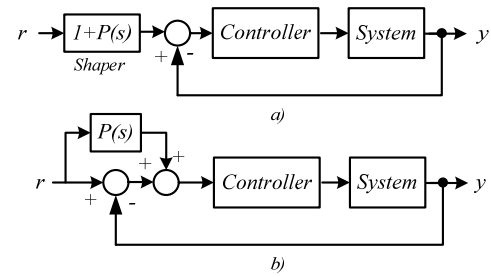 r 1+P(s) Controller System y
+ -
Shaper
a)
P(s)
+ +
r Controller System y
+ -
b)